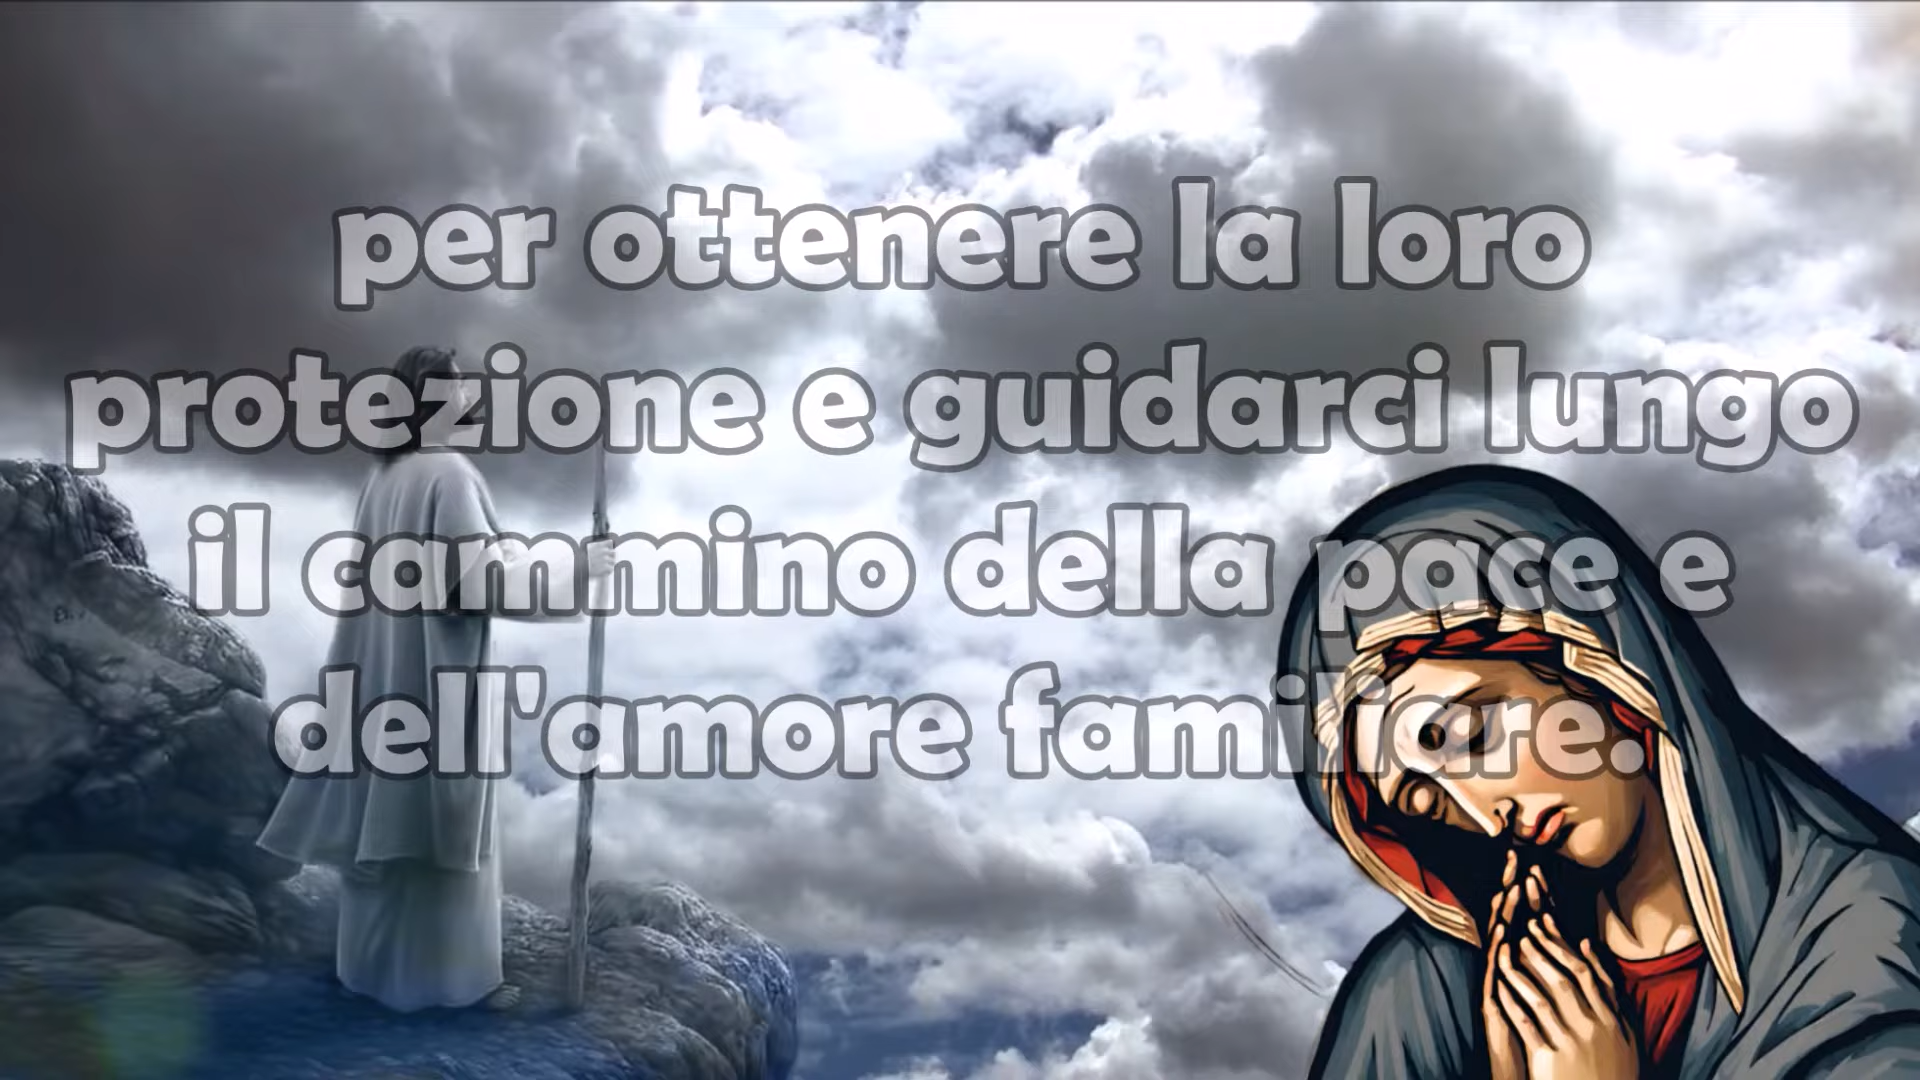 per ottenere la loro
protezione e guidarci lungo
il cammino della pace e
dell'amore familiare.